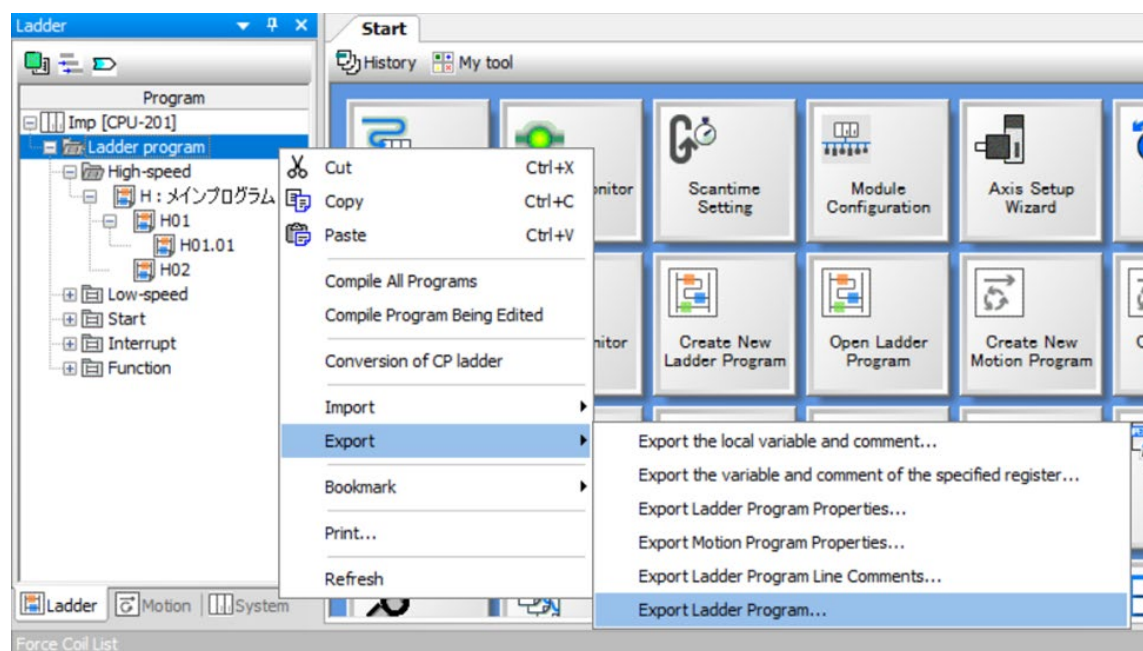 Ladder
Start
History My tool
Program
Imp [CPU-201]
Ladder program
High-speed
H : メインプログラム
H01
H01.01
H02
Low-speed
Start
Interrupt
Function
Cut Ctrl+X
Copy Ctrl+C
Paste Ctrl+V
Compile All Programs
Compile Program Being Edited
Conversion of CP ladder
Import
Export
Bookmark
Print...
Refresh
Export the local variable and comment...
Export the variable and comment of the specified register...
Export Ladder Program Properties...
Export Motion Program Properties...
Export Ladder Program Line Comments...
Export Ladder Program...
Scantime
Setting
Module
Configuration
Axis Setup
Wizard
Create New
Ladder Program
Open Ladder
Program
Create New
Motion Program
Ladder Motion System
Force Coil List